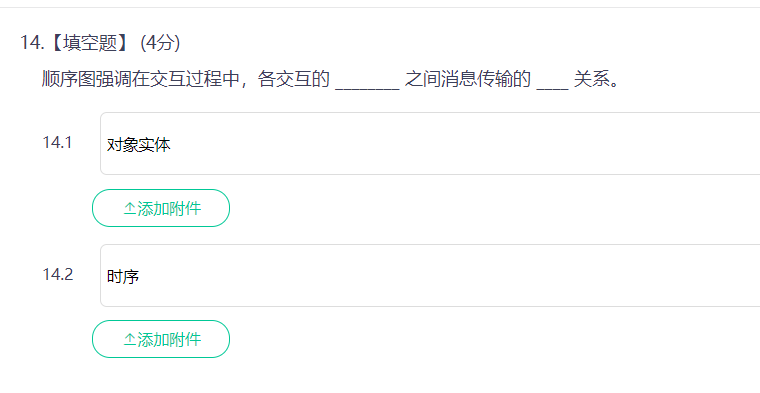 14.【填空题】 (4分)
顺序图强调在交互过程中，各交互的 ________ 之间消息传输的 ____ 关系。
14.1 对象实体
添加附件
14.2 时序
添加附件